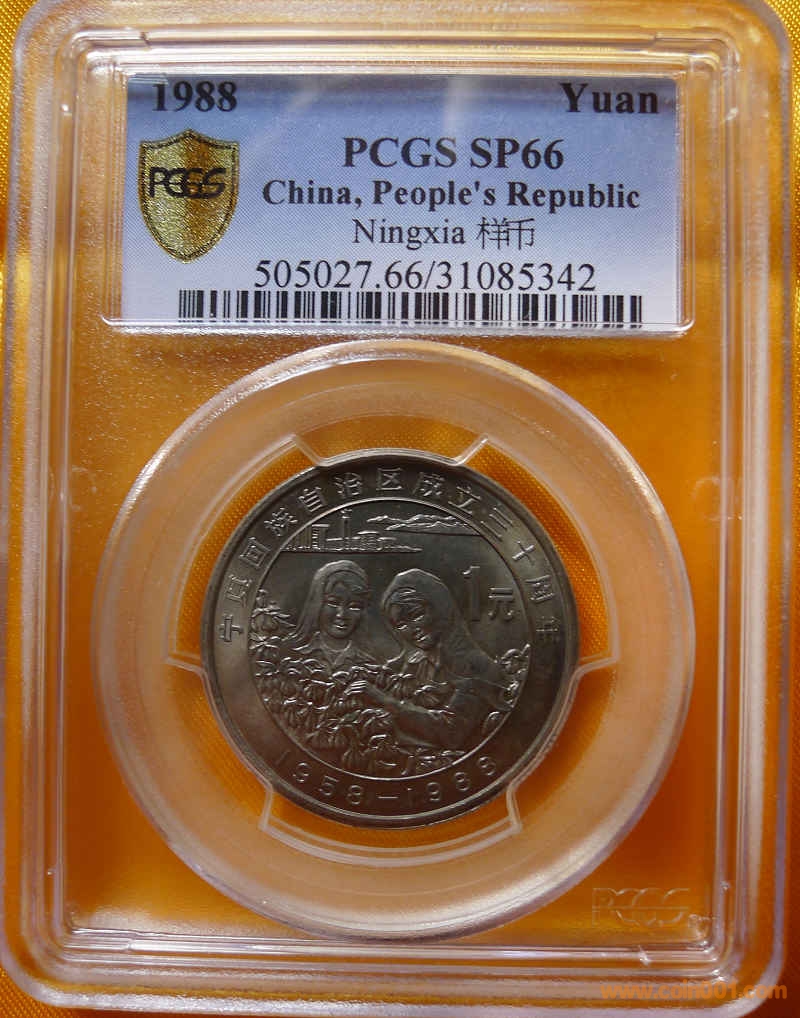 1988 Yuan
PCGS
PCGS SP66
China, People's Republic
Ningxia 样币
505027.66/31085342
宁夏回族自治区成立三十周年
1元
1958-1988
PCGS
www.coin001.com